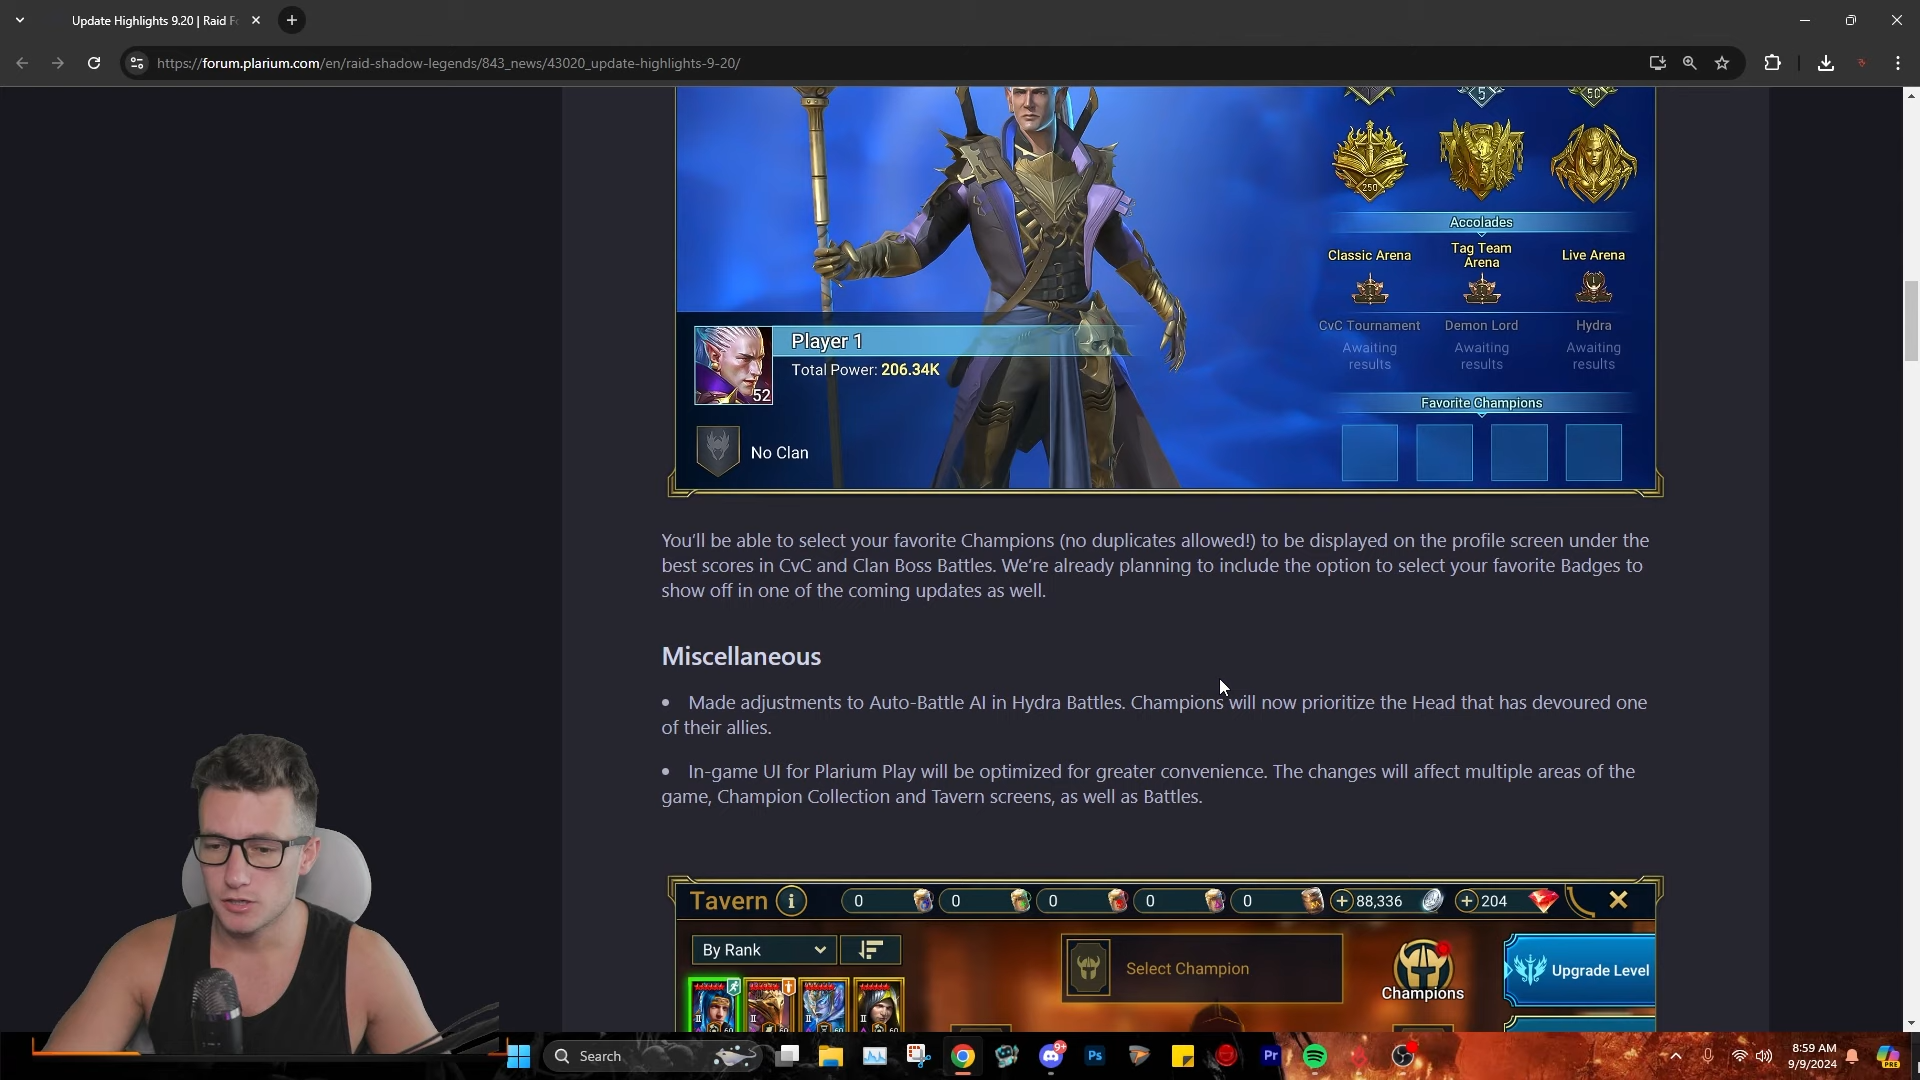 Update Highlights 9.20 | Raid F
https://forum.plarium.com/en/raid-shadow-legends/843_news/43020_update-highlights-9-20/
5
50
250
Accolades
Classic Arena
Tag Team
Arena
Live Arena
CvC Tournament
Demon Lord
Hydra
Awaiting
results
Awaiting
results
Awaiting
results
Favorite Champions
Player 1
Total Power: 206.34K
52
No Clan
You’ll be able to select your favorite Champions (no duplicates allowed!) to be displayed on the profile screen under the
best scores in CvC and Clan Boss Battles. We’re already planning to include the option to select your favorite Badges to
show off in one of the coming updates as well.
Miscellaneous
• Made adjustments to Auto-Battle AI in Hydra Battles. Champions will now prioritize the Head that has devoured one
of their allies.
• In-game UI for Plarium Play will be optimized for greater convenience. The changes will affect multiple areas of the
game, Champion Collection and Tavern screens, as well as Battles.
Tavern i 0 0 0 0 0 + 88,336 + 204
By Rank
Select Champion
Champions
Upgrade Level
Search
9+
Ps
Pr
8:59 AM
9/9/2024
PRE